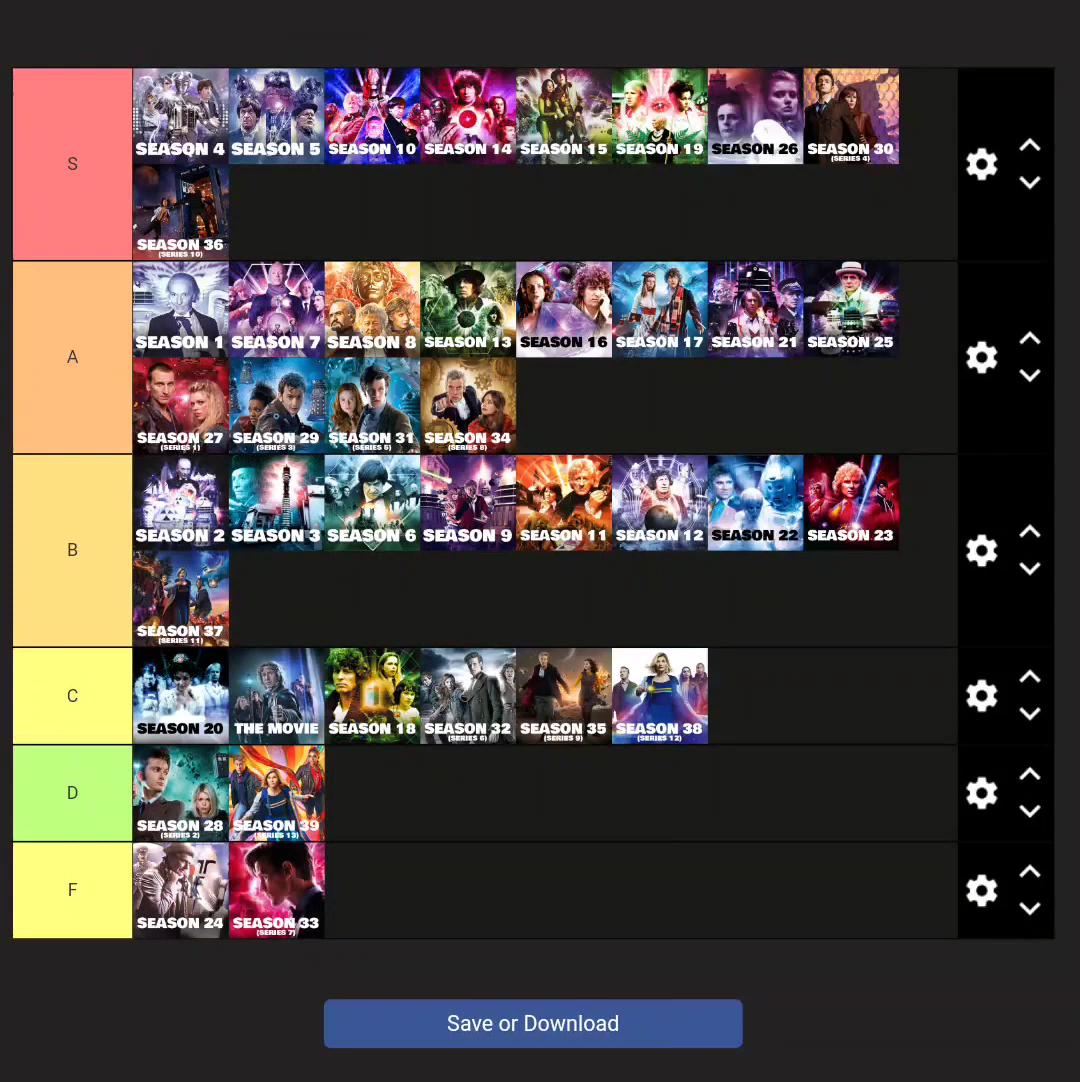 S
SEASON 4 SEASON 5 SEASON 10 SEASON 14 SEASON 15 SEASON 19 SEASON 26 SEASON 30
(SERIES 4)
SEASON 36
(SERIES 10)
A
SEASON 1 SEASON 7 SEASON 8 SEASON 13 SEASON 16 SEASON 17 SEASON 21 SEASON 25
SEASON 27 SEASON 29 SEASON 31 SEASON 34
(SERIES 1) (SERIES 3) (SERIES 5) (SERIES 8)
B
SEASON 2 SEASON 3 SEASON 6 SEASON 9 SEASON 11 SEASON 12 SEASON 22 SEASON 23
SEASON 37
(SERIES 11)
C
SEASON 20 THE MOVIE SEASON 18 SEASON 32 SEASON 35 SEASON 38
(SERIES 6) (SERIES 9) (SERIES 12)
D
SEASON 28 SEASON 39
(SERIES 2) (SERIES 13)
F
SEASON 24 SEASON 33
(SERIES 7)
Save or Download